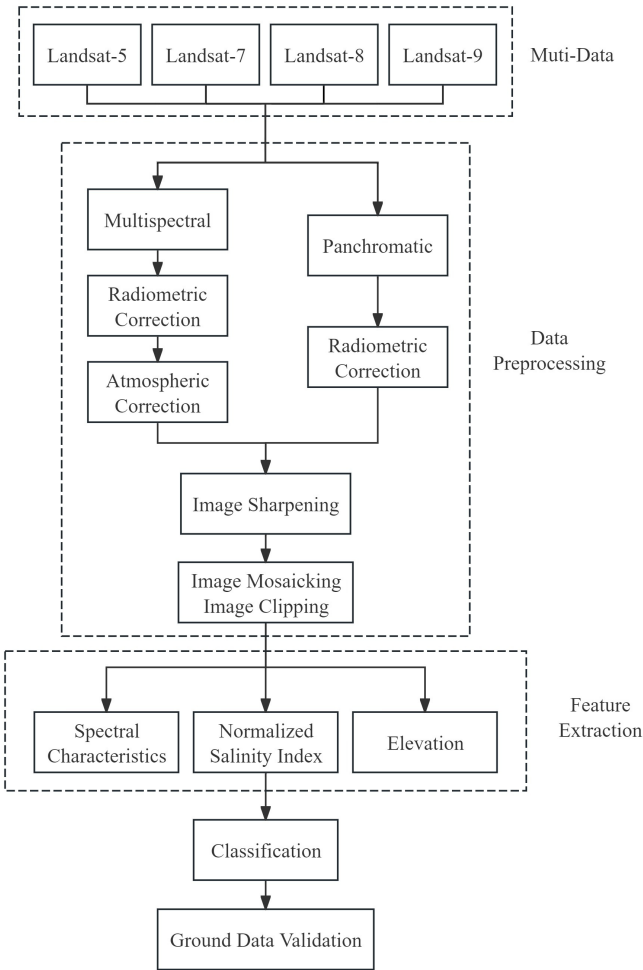 Landsat-5
Landsat-7
Landsat-8
Landsat-9
Muti-Data
Multispectral
Panchromatic
Radiometric
Correction
Radiometric
Correction
Atmospheric
Correction
Data
Preprocessing
Image Sharpening
Image Mosaicking
Image Clipping
Spectral
Characteristics
Normalized
Salinity Index
Elevation
Feature
Extraction
Classification
Ground Data Validation